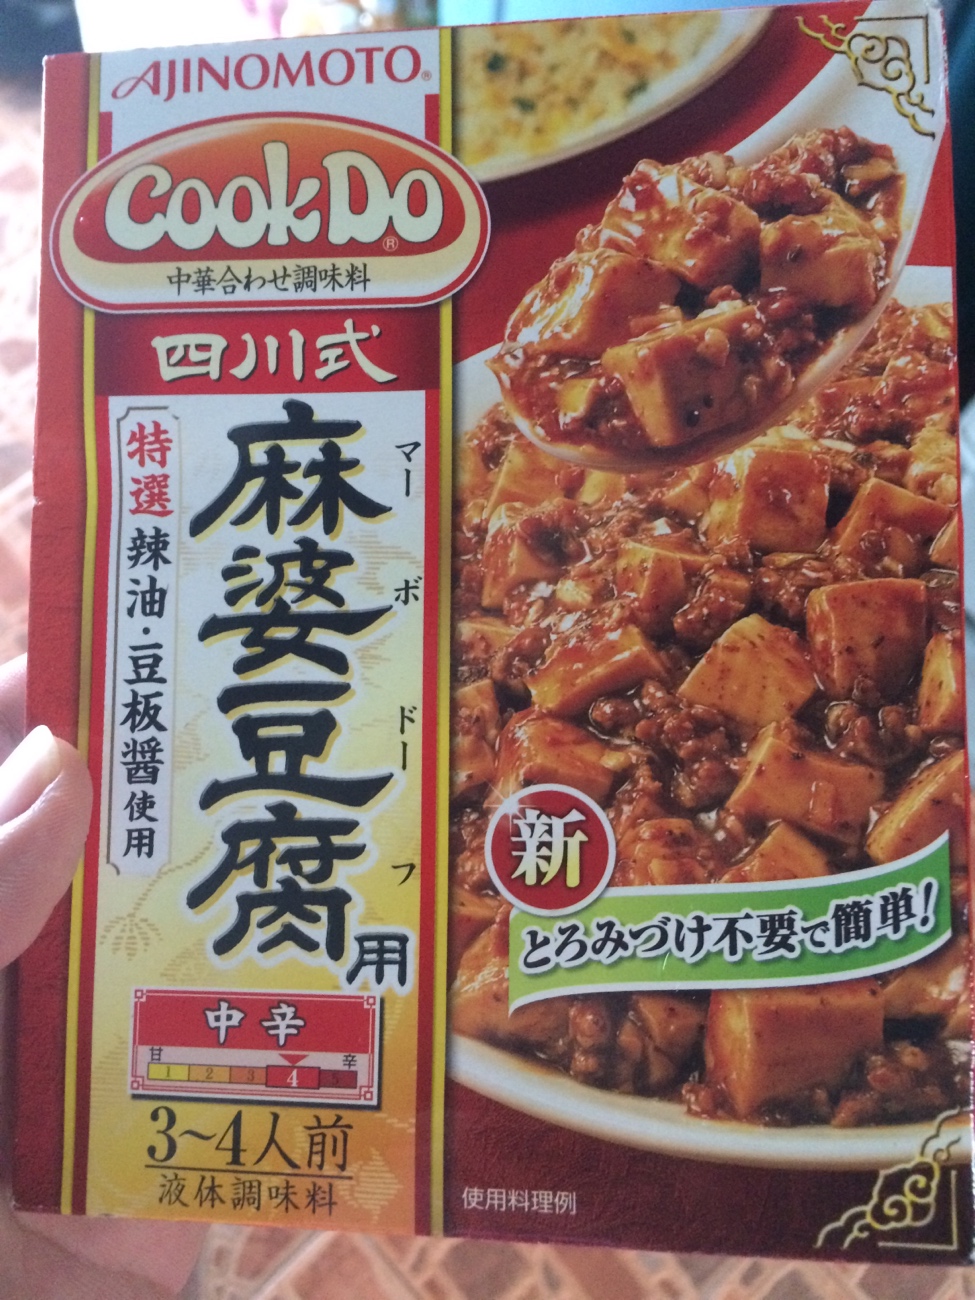 AJINOMOTO®
CookDo®
中華合わせ調味料
四川式
特選
辣油・豆板醤使用
麻婆豆腐用
マーボドーフ
新
とろみづけ不要で簡単!
中辛
甘 辛
1 2 3 4 5
3~4人前
液体調味料
使用料理例